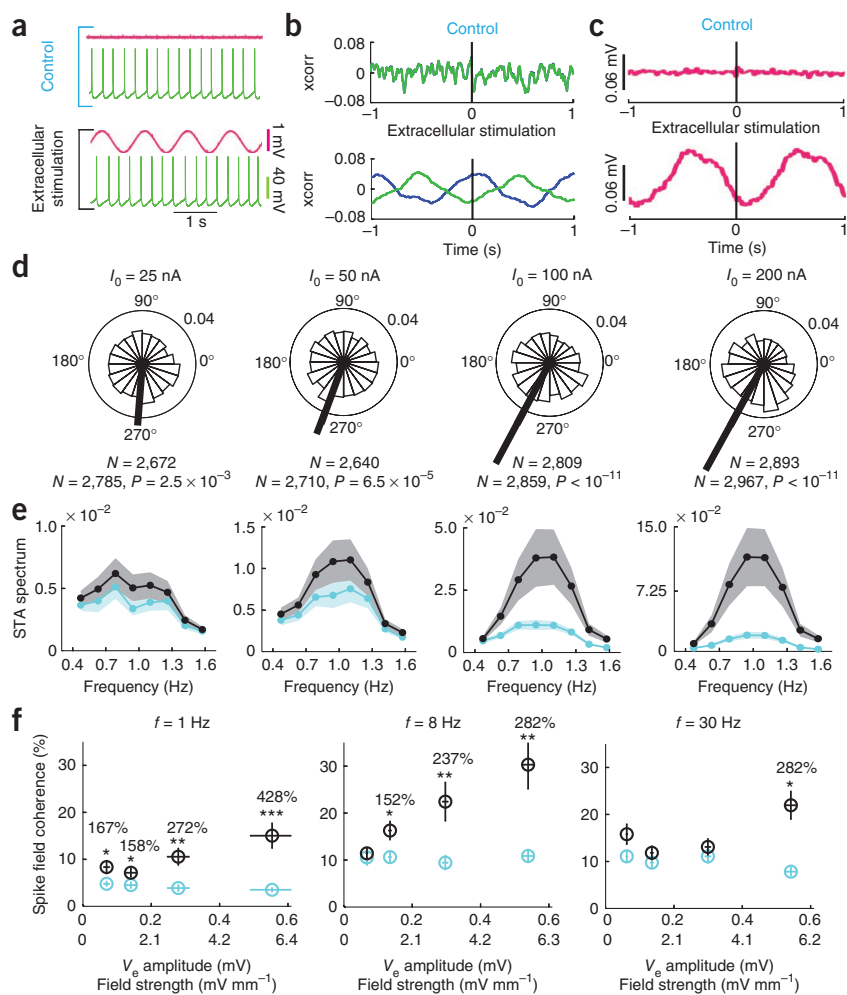 a
Control
Extracellular
stimulation
1 mV
40 mV
1 s
b
Control
xcorr
0.08
0
−0.08
−1 0 1
Extracellular stimulation
xcorr
0.08
0
−0.08
−1 0 1
Time (s)
c
Control
0.06 mV
−1 0 1
Extracellular stimulation
0.06 mV
−1 0 1
Time (s)
d
I0 = 25 nA
90°
0.04
180°
0°
270°
N = 2,672
N = 2,785, P = 2.5 × 10−3
I0 = 50 nA
90°
0.04
180°
0°
270°
N = 2,640
N = 2,710, P = 6.5 × 10−5
I0 = 100 nA
90°
0.04
180°
0°
270°
N = 2,809
N = 2,859, P < 10−11
I0 = 200 nA
90°
0.04
180°
0°
270°
N = 2,893
N = 2,967, P < 10−11
e
STA spectrum
× 10−2
1.0
0.5
0
0.4 0.7 1.0 1.3 1.6
Frequency (Hz)
× 10−2
1.5
1.0
0.5
0
0.4 0.7 1.0 1.3 1.6
Frequency (Hz)
× 10−2
5.0
2.5
0
0.4 0.7 1.0 1.3 1.6
Frequency (Hz)
× 10−2
15.0
7.25
0
0.4 0.7 1.0 1.3 1.6
Frequency (Hz)
f
Spike field coherence (%)
f = 1 Hz
30
20
10
0
167%
*
158%
*
272%
**
428%
***
0 0.2 0.4 0.6
0 2.1 4.2 6.4
Ve amplitude (mV)
Field strength (mV mm−1)
f = 8 Hz
30
20
10
0
152%
*
237%
**
282%
**
0 0.2 0.4 0.6
0 2.1 4.2 6.3
Ve amplitude (mV)
Field strength (mV mm−1)
f = 30 Hz
30
20
10
0
282%
*
0 0.2 0.4 0.6
0 2.1 4.1 6.2
Ve amplitude (mV)
Field strength (mV mm−1)